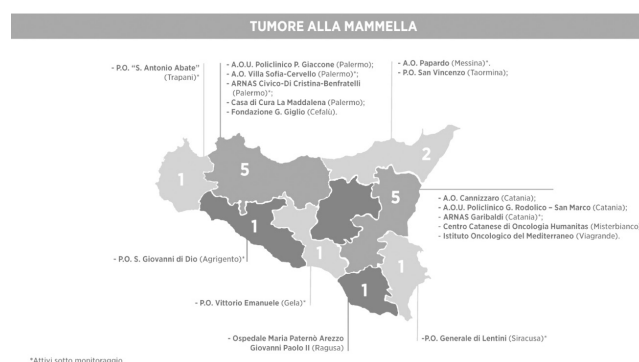 TUMORE ALLA MAMMELLA
- P.O. “S. Antonio Abate”
(Trapani)*
- A.O.U. Policlinico P. Giaccone (Palermo);
- A.O. Villa Sofia-Cervello (Palermo)*;
- ARNAS Civico-Di Cristina-Benfratelli
(Palermo)*;
- Casa di Cura La Maddalena (Palermo);
- Fondazione G. Giglio (Cefalù).
- A.O. Papardo (Messina)*.
- P.O. San Vincenzo (Taormina);
1
5
2
5
1
1
1
1
- A.O. Cannizzaro (Catania);
- A.O.U. Policlinico G. Rodolico – San Marco (Catania);
- ARNAS Garibaldi (Catania)*;
- Centro Catanese di Oncologia Humanitas (Misterbianco)
- Istituto Oncologico del Mediterraneo (Viagrande).
- P.O. S. Giovanni di Dio (Agrigento)*
- P.O. Vittorio Emanuele (Gela)*
- Ospedale Maria Paternò Arezzo
Giovanni Paolo II (Ragusa)
-P.O. Generale di Lentini (Siracusa)*
*Attivi sotto monitoraggio